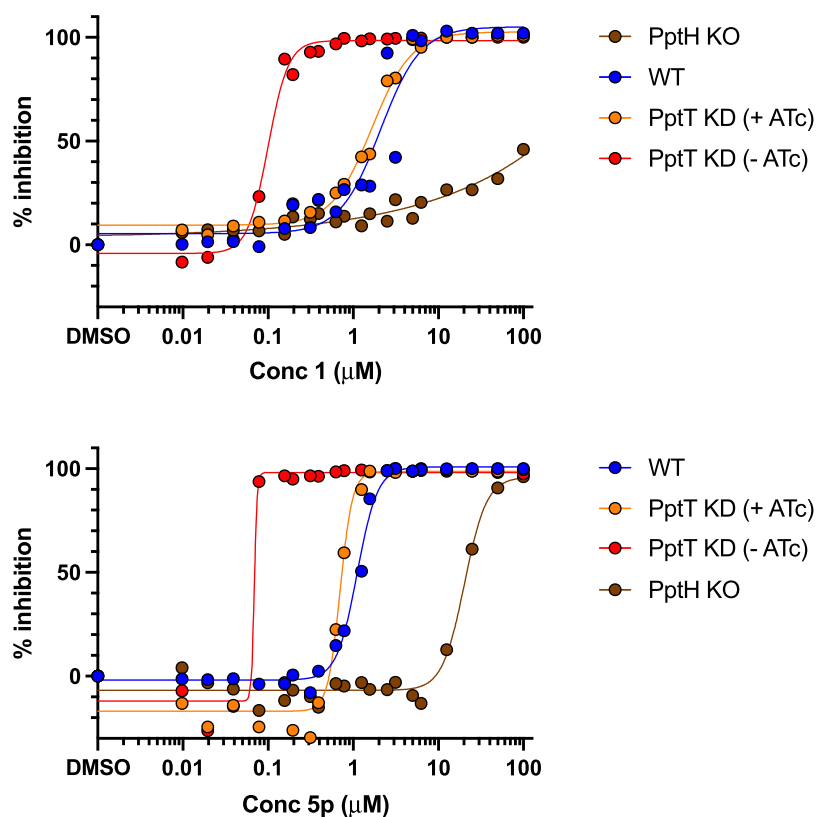 100
50
0
% inhibition
DMSO 0.01 0.1 1 10 100
Conc 1 (μM)
PptH KO
WT
PptT KD (+ ATc)
PptT KD (- ATc)
100
50
0
% inhibition
DMSO 0.01 0.1 1 10 100
Conc 5p (μM)
WT
PptT KD (+ ATc)
PptT KD (- ATc)
PptH KO